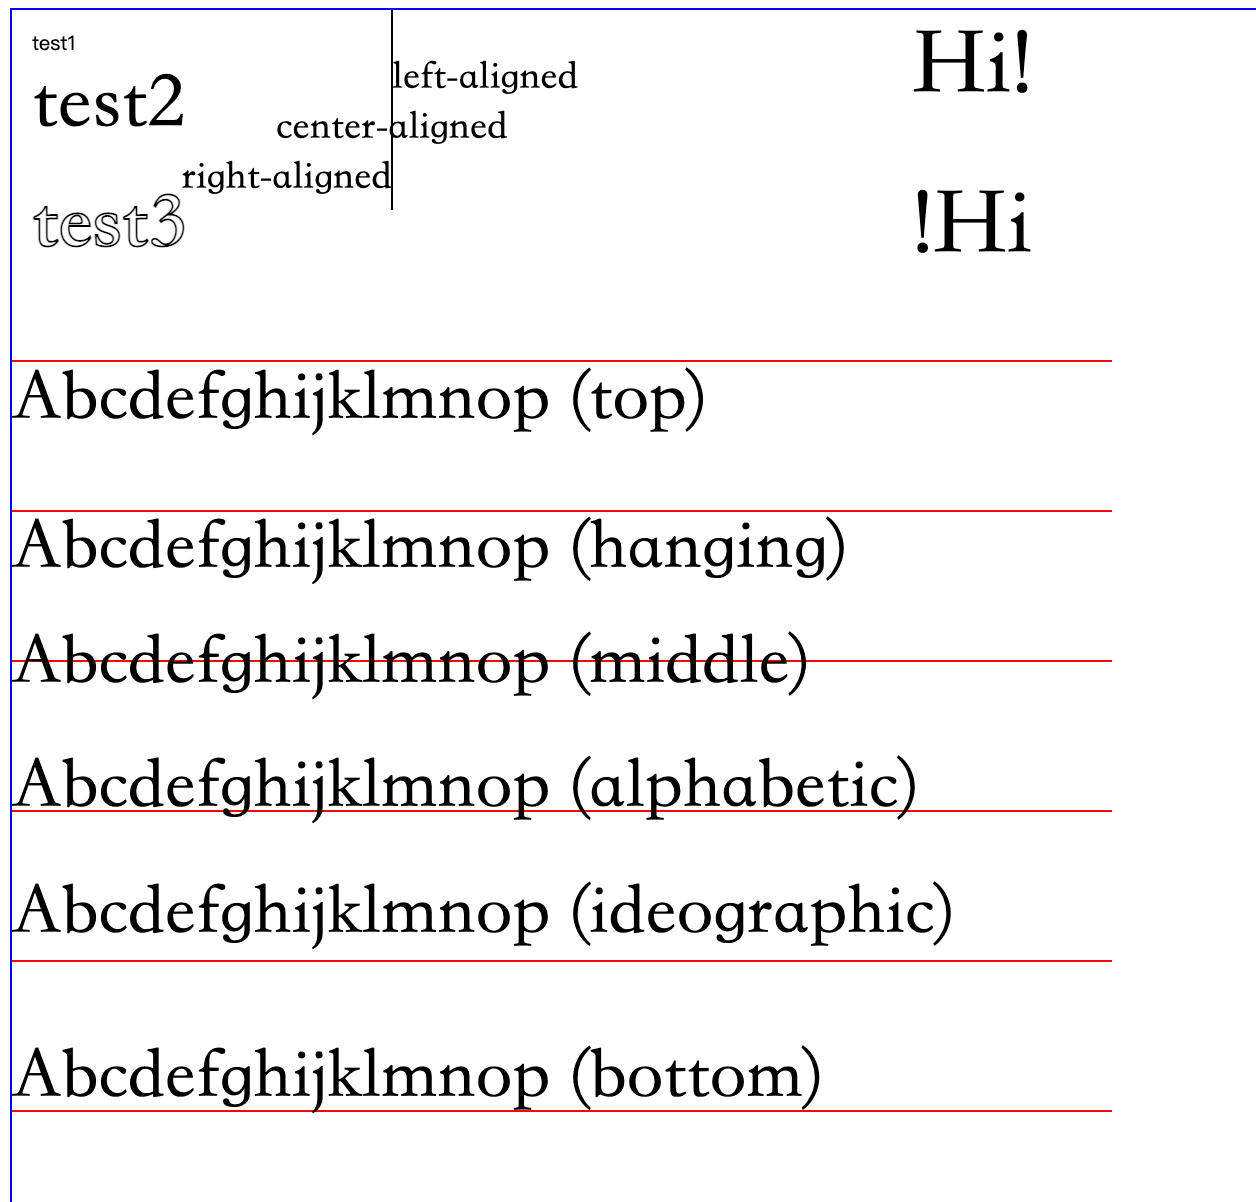 test1
test2
test3
left-aligned
center-aligned
right-aligned
Hi!
!Hi
Abcdefghijklmnop (top)
Abcdefghijklmnop (hanging)
Abcdefghijklmnop (middle)
Abcdefghijklmnop (alphabetic)
Abcdefghijklmnop (ideographic)
Abcdefghijklmnop (bottom)